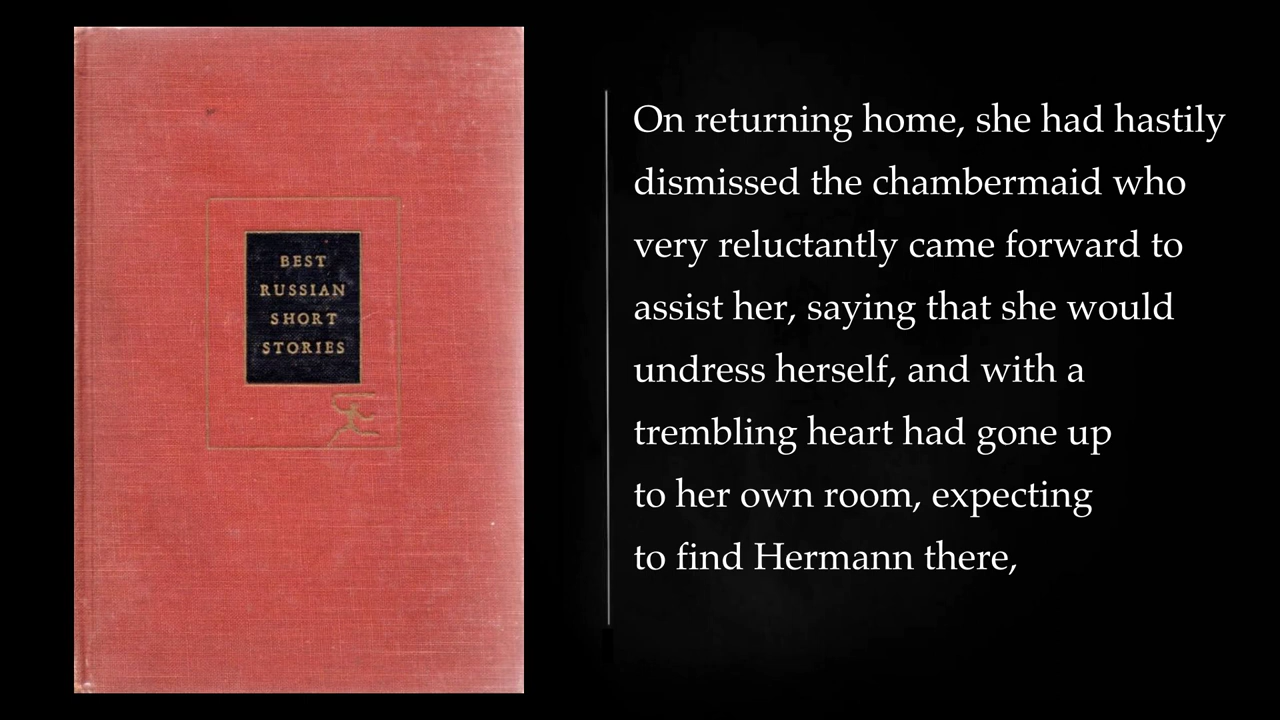 BEST
RUSSIAN
SHORT
STORIES
On returning home, she had hastily
dismissed the chambermaid who
very reluctantly came forward to
assist her, saying that she would
undress herself, and with a
trembling heart had gone up
to her own room, expecting
to find Hermann there,